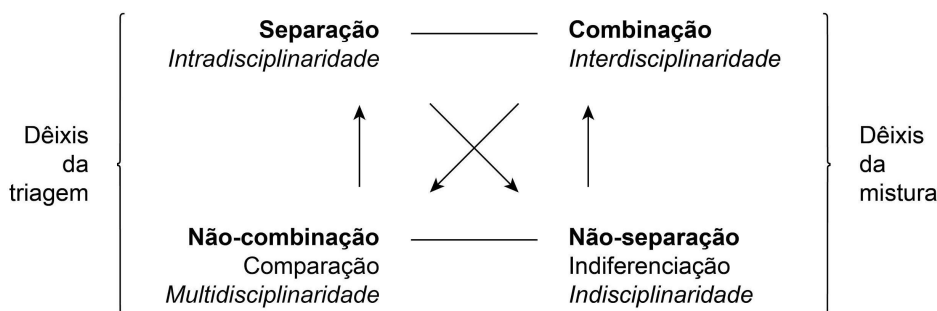 Separação
Intradisciplinaridade
Combinação
Interdisciplinaridade
Dêixis
da
triagem
Dêixis
da
mistura
Não-combinação
Comparação
Multidisciplinaridade
Não-separação
Indiferenciação
Indisciplinaridade